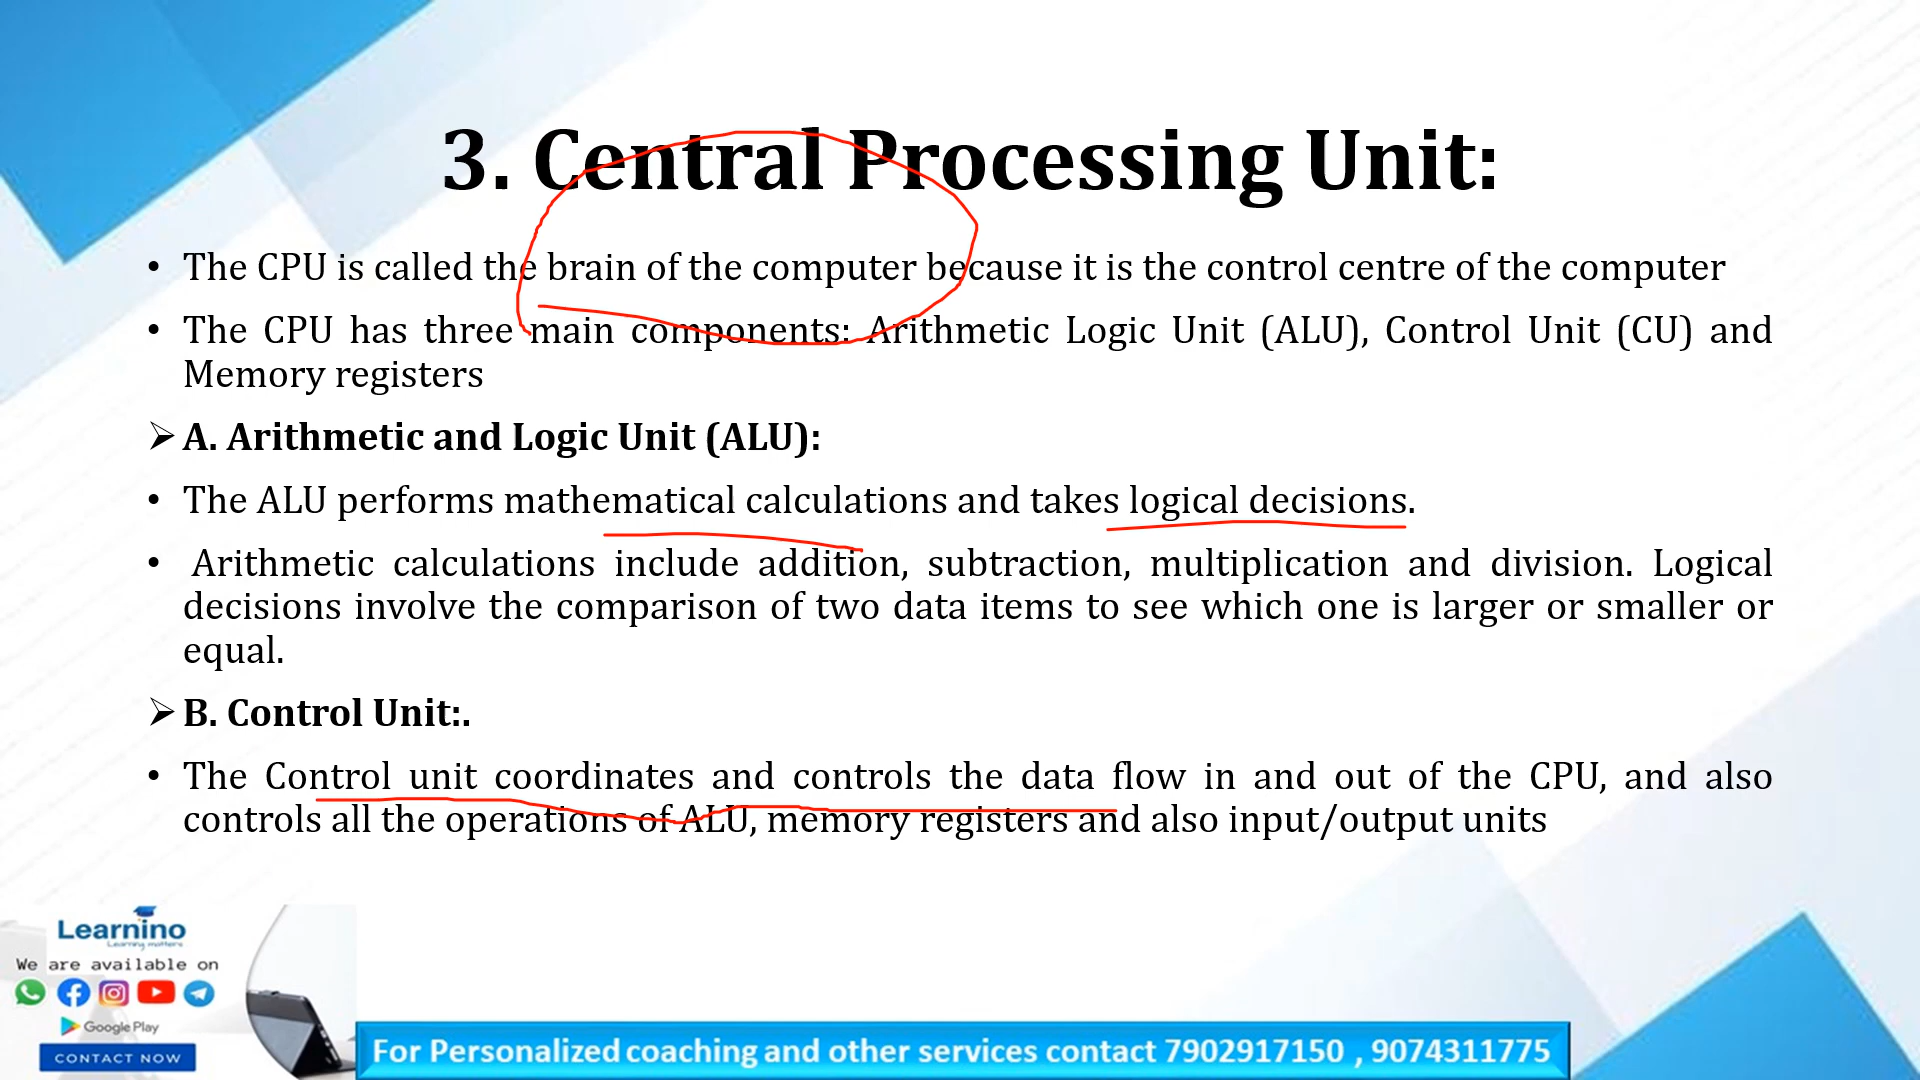 3. Central Processing Unit:
• The CPU is called the brain of the computer because it is the control centre of the computer
• The CPU has three main components: Arithmetic Logic Unit (ALU), Control Unit (CU) and
Memory registers
➢ A. Arithmetic and Logic Unit (ALU):
• The ALU performs mathematical calculations and takes logical decisions.
• Arithmetic calculations include addition, subtraction, multiplication and division. Logical
decisions involve the comparison of two data items to see which one is larger or smaller or
equal.
➢ B. Control Unit:.
• The Control unit coordinates and controls the data flow in and out of the CPU, and also
controls all the operations of ALU, memory registers and also input/output units
Learnino
Learning matters
We are available on
Google Play
CONTACT NOW
For Personalized coaching and other services contact 7902917150 , 9074311775